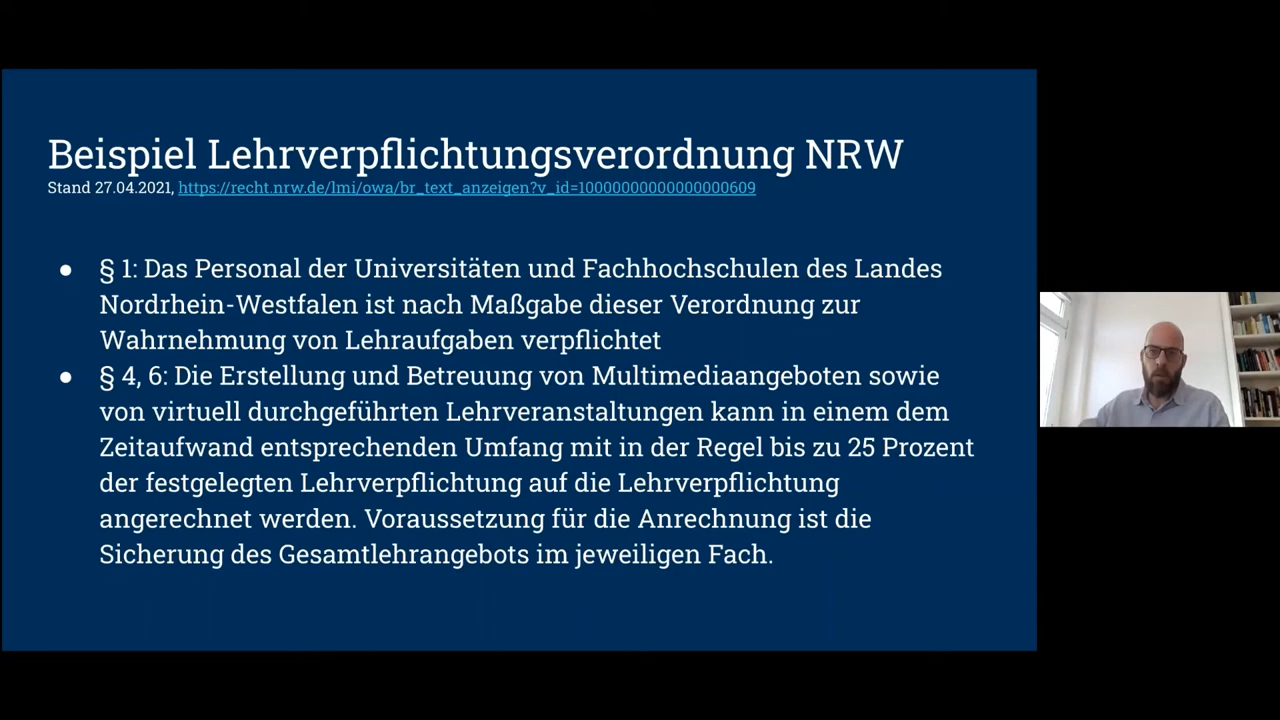 Beispiel Lehrverpflichtungsverordnung NRW
Stand 27.04.2021, https://recht.nrw.de/lmi/owa/br_text_anzeigen?v_id=10000000000000000609
● § 1: Das Personal der Universitäten und Fachhochschulen des Landes
Nordrhein-Westfalen ist nach Maßgabe dieser Verordnung zur
Wahrnehmung von Lehraufgaben verpflichtet
● § 4, 6: Die Erstellung und Betreuung von Multimediaangeboten sowie
von virtuell durchgeführten Lehrveranstaltungen kann in einem dem
Zeitaufwand entsprechenden Umfang mit in der Regel bis zu 25 Prozent
der festgelegten Lehrverpflichtung auf die Lehrverpflichtung
angerechnet werden. Voraussetzung für die Anrechnung ist die
Sicherung des Gesamtlehrangebots im jeweiligen Fach.